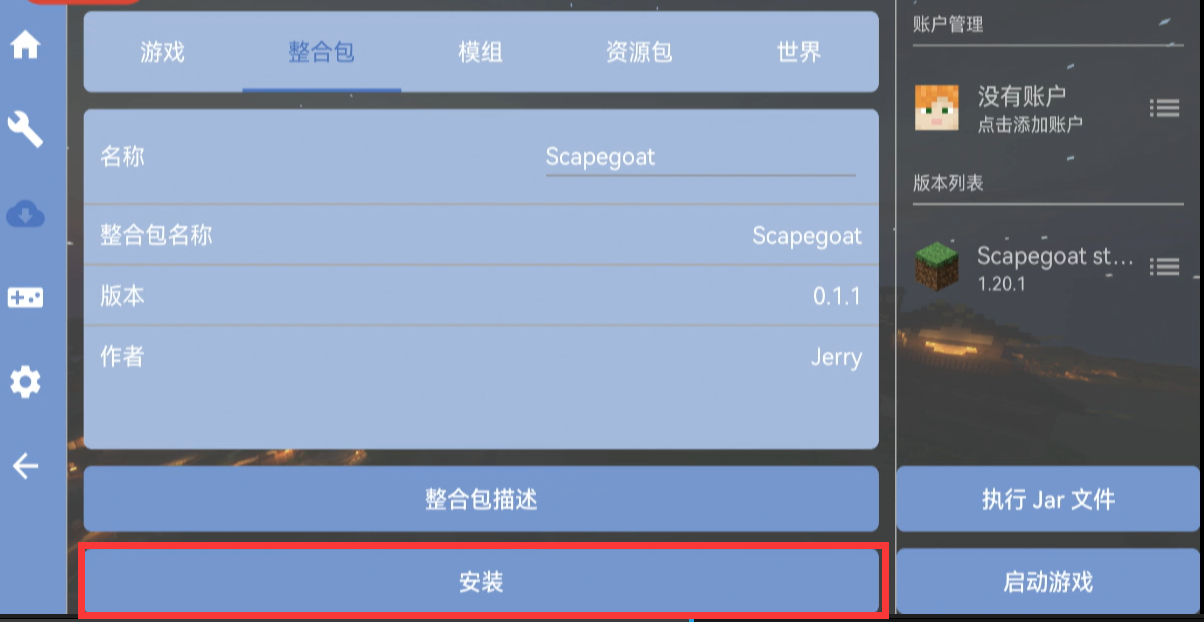 游戏
整合包
模组
资源包
世界
名称
Scapegoat
整合包名称
Scapegoat
版本
0.1.1
作者
Jerry
整合包描述
安装
账户管理
没有账户
点击添加账户
版本列表
Scapegoat st...
1.20.1
执行 Jar 文件
启动游戏